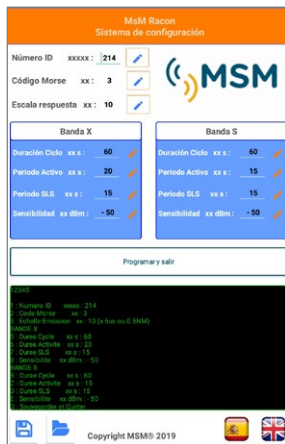 MsM Racon
Sistema de configuración
Número ID xxxxx : 214
Código Morse xx : 3
Escala respuesta xx : 10
MSM
Banda X
Duración Ciclo xx s : 60
Periodo Activo xx s : 20
Periodo SLS xx s : 15
Sensibilidad xx dBm : - 50
Banda S
Duración Ciclo xx s : 60
Periodo Activo xx s : 15
Periodo SLS xx s : 15
Sensibilidad xx dBm : - 50
Programar y salir
12345
: Numero ID xxxxx : 214
: Code Morse xx : 3
: Echelle Emission xx : 10 (x 6us ou 0.5NM)
BANDE X
: Duree Cycle xx s : 60
: Duree Activite xx s : 20
: Duree SLS xx s : 15
: Sensibilite xx dBm : - 50
BANDE S
: Duree Cycle xx s : 60
: Duree Activite xx s : 15
: Duree SLS xx s : 15
: Sensibilite xx dBm : - 50
: Sauvegarder et Quitter
Copyright MSM® 2019